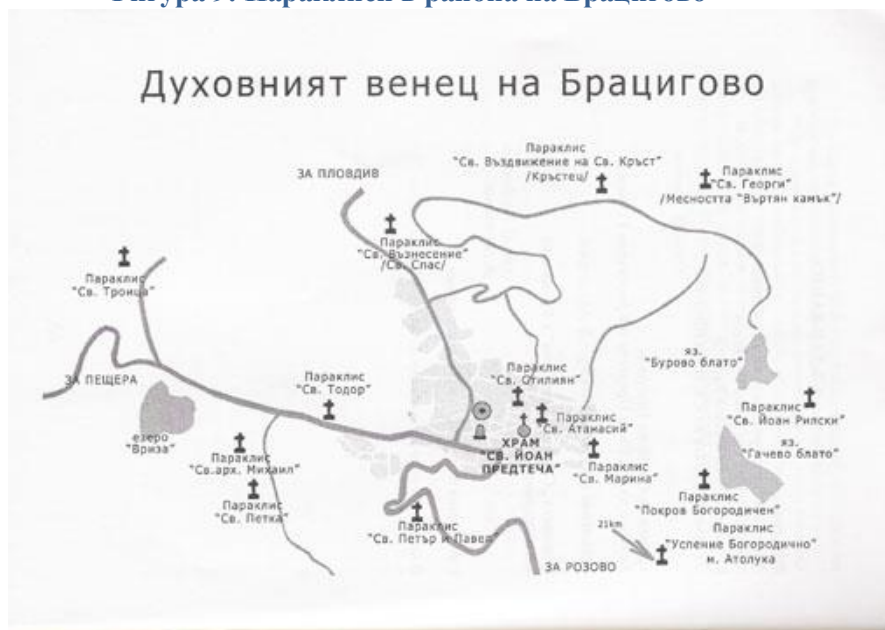 Фигура 9: Параклиси в района на Брацигово
Духовният венец на Брацигово
Параклис
"Св. Въздвижение на Св. Кръст"
/Кръстец/
Параклис
"Св. Георги"
/Месността "Въртян камък"/
ЗА ПЛОВДИВ
Параклис
"Св. Възнесение"
/Св. Спас/
Параклис
"Св. Троица"
ЗА ПЕЩЕРА
Параклис
"Св. Тодор"
Параклис
"Св. Стилиян"
яз.
"Бурово блато"
езеро
"Вриза"
Параклис
"Св. Атанасий"
Параклис
"Св. Йоан Рилски"
ХРАМ
"СВ. ЙОАН
ПРЕДТЕЧА"
яз.
"Гачево блато"
Параклис
"Св.арх. Михаил"
Параклис
"Св. Марина"
Параклис
"Св. Петка"
Параклис
"Покров Богородичен"
Параклис
"Св. Петър и Павел"
21km
Параклис
"Успение Богородично"
м. Атолука
ЗА РОЗОВО